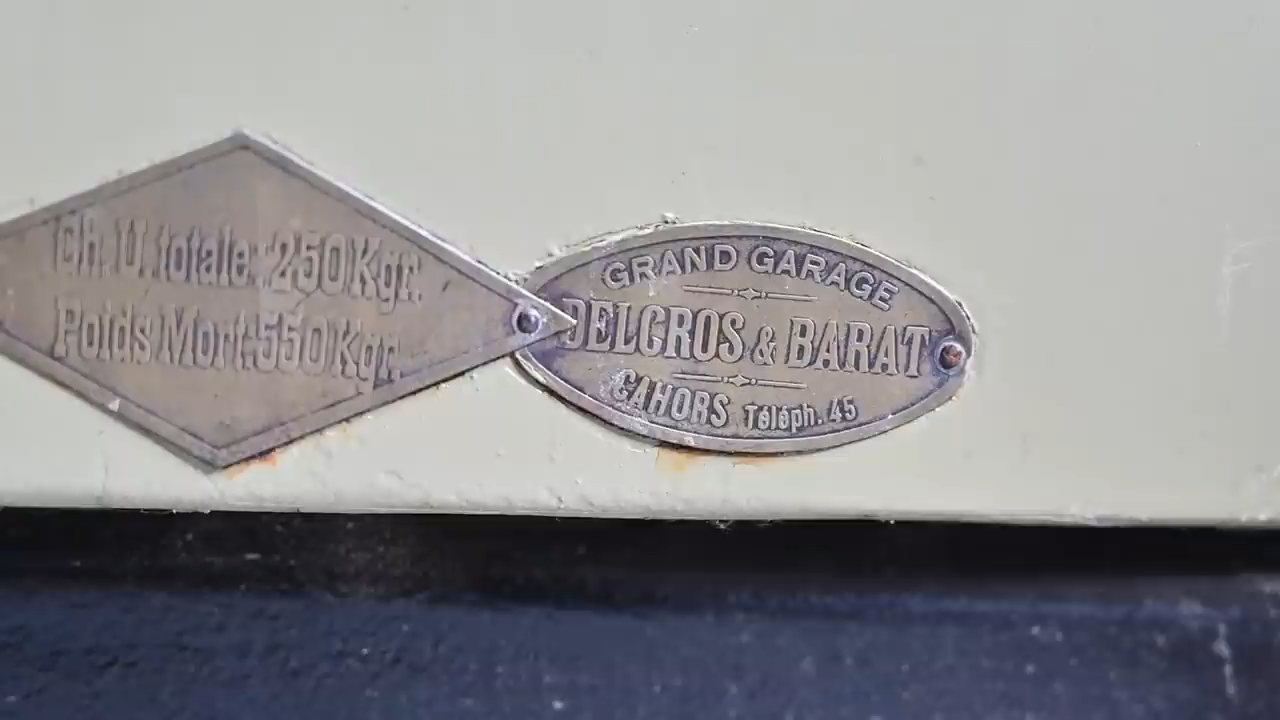 Ch. U. totale: 250 Kgr.
Poids Mort: 550 Kgr.
GRAND GARAGE
DELCROS & BARAT
CAHORS Téléph. 45